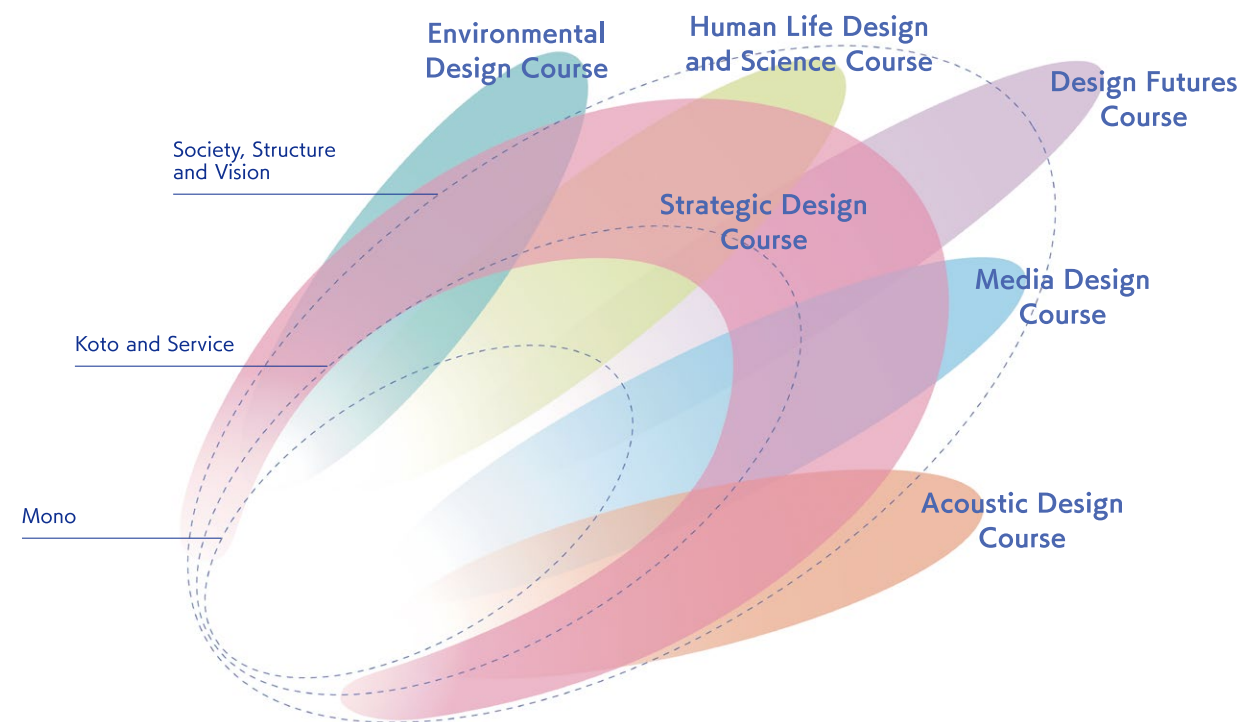 Environmental
Design Course
Human Life Design
and Science Course
Design Futures
Course
Society, Structure
and Vision
Strategic Design
Course
Media Design
Course
Koto and Service
Mono
Acoustic Design
Course